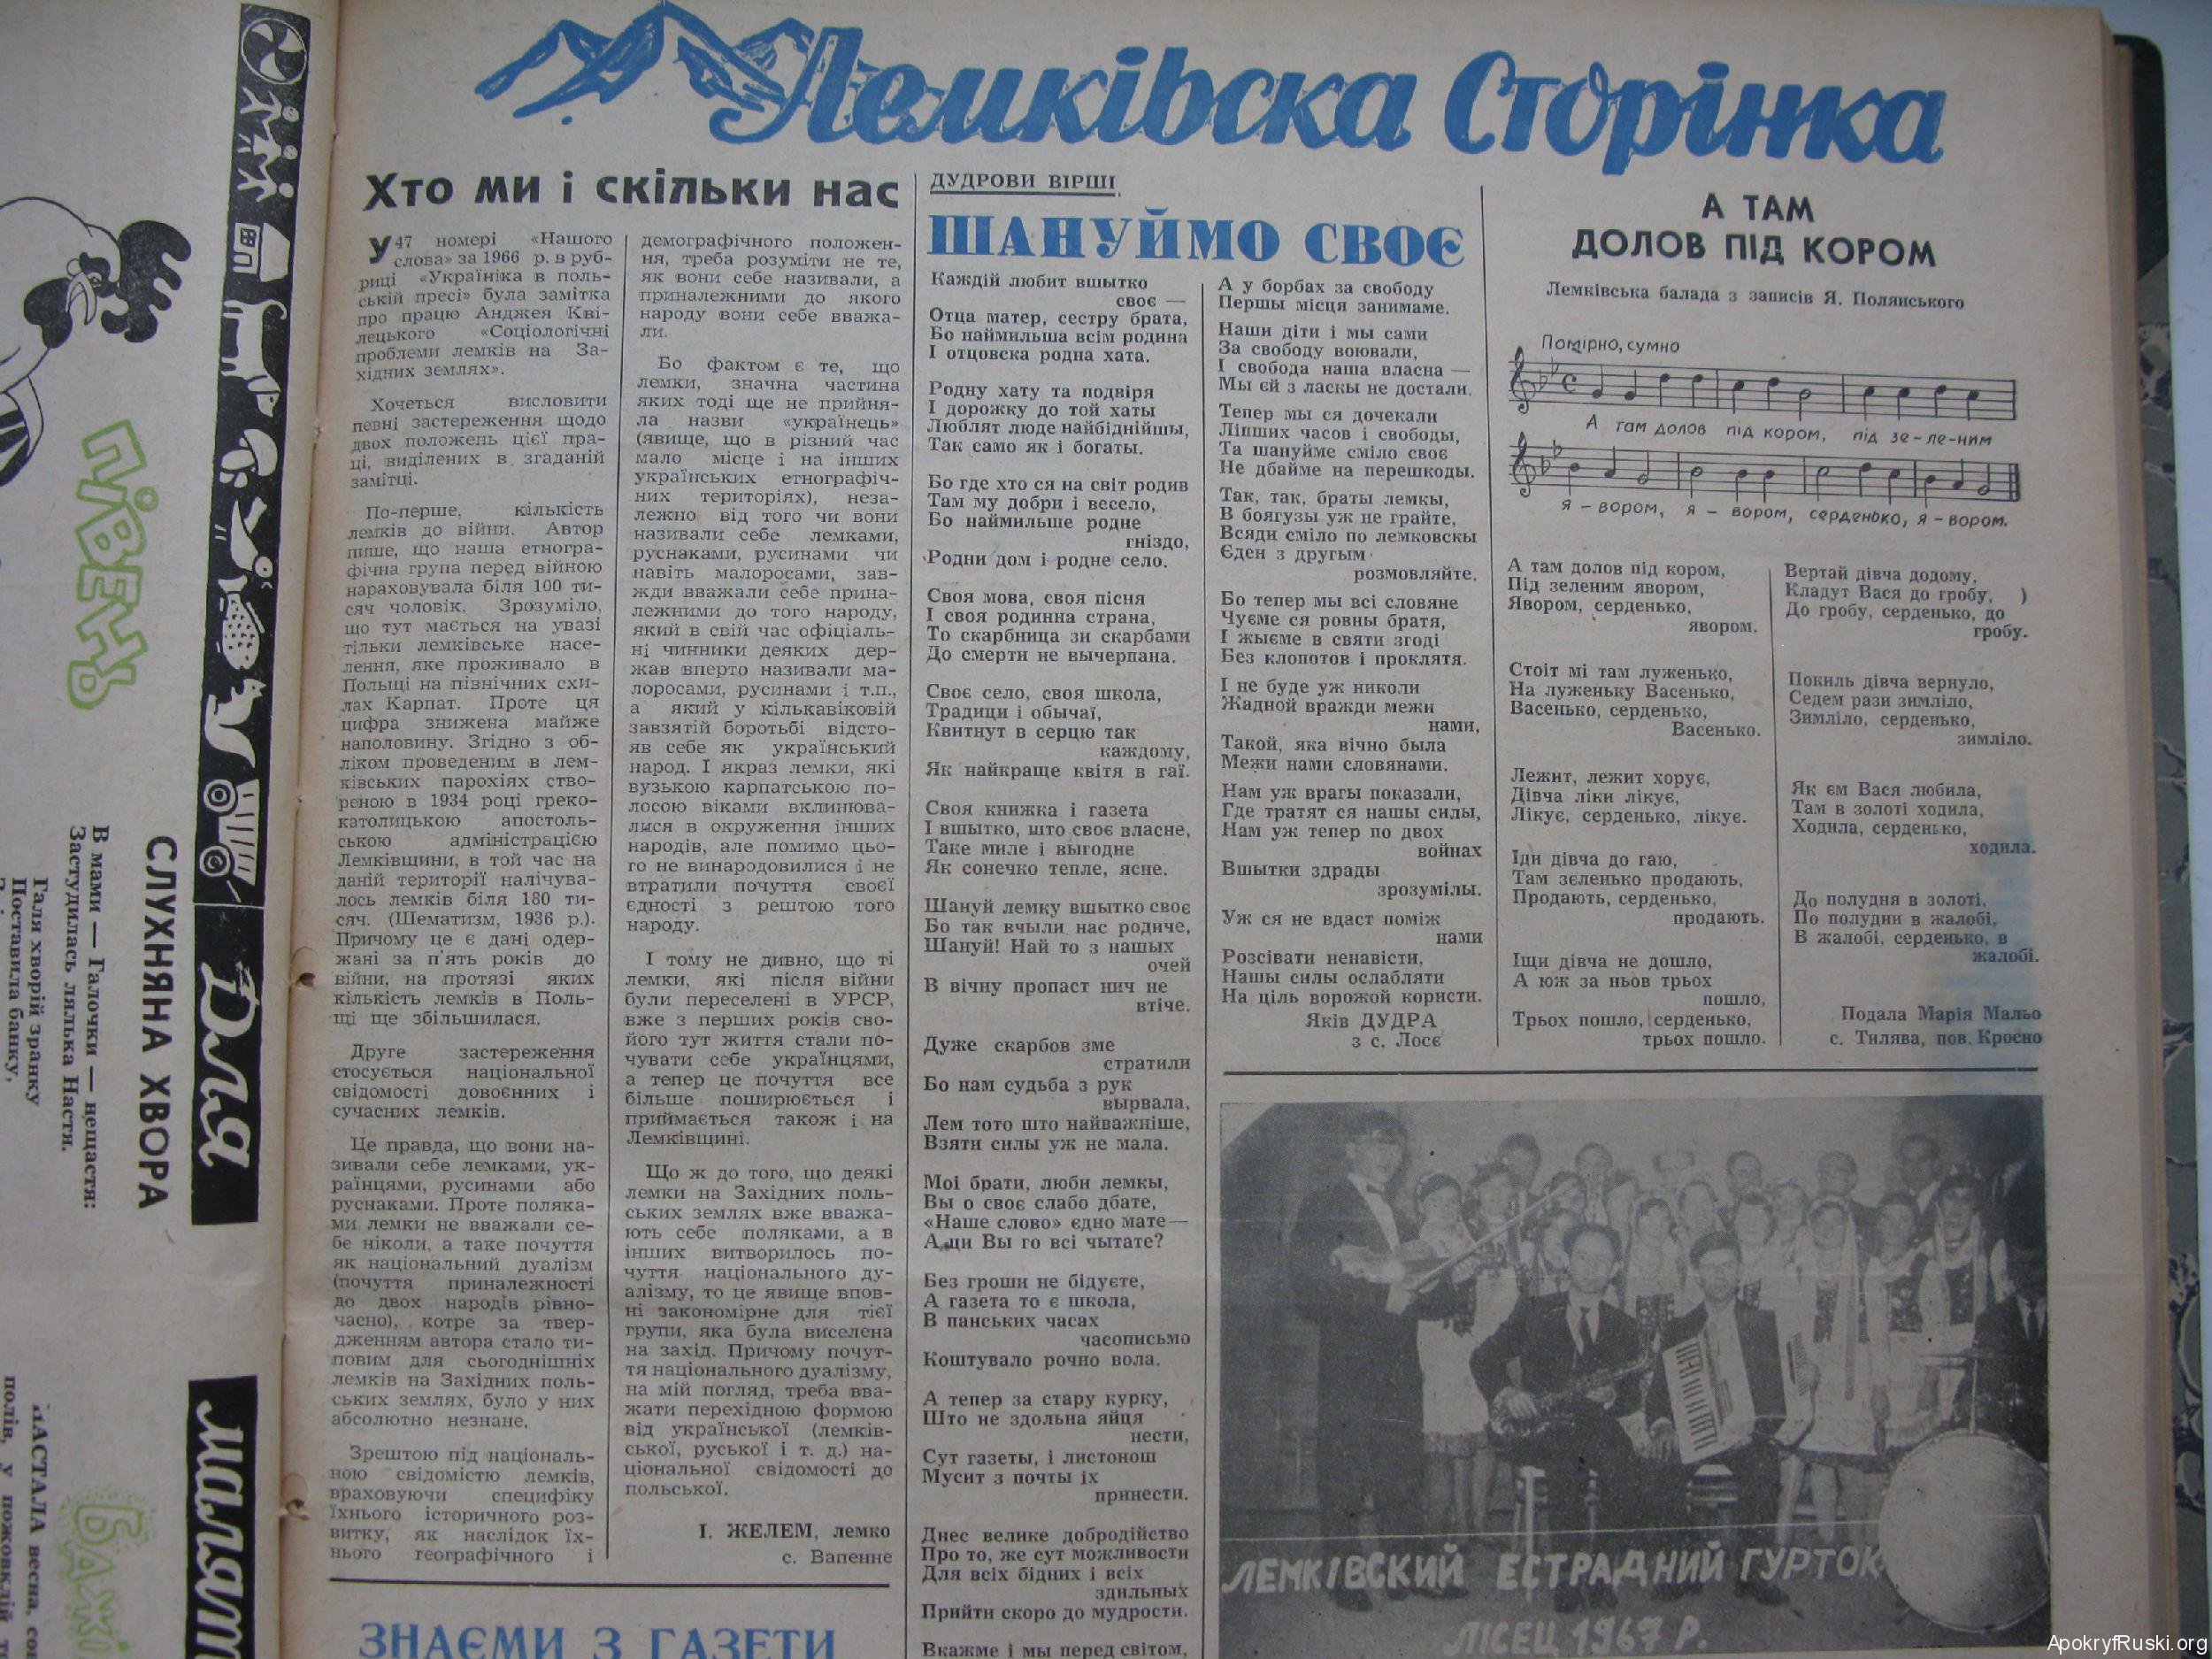 Лемківска Сторінка
Хто ми і скільки нас
У 47 номері «Нашого
слова» за 1966 р. в руб-
риці «Україніка в поль-
ській пресі» була замітка
про працю Анджея Кві-
лецького «Соціологічні
проблеми лемків на За-
хідних землях».
Хочеться висловити
певні застереження щодо
двох положень цієї пра-
ці, виділених в згаданій
замітці.
По-перше, кількість
лемків до війни. Автор
пише, що наша етногра-
фічна група перед війною
нараховувала біля 100 ти-
сяч чоловік. Зрозуміло,
що тут мається на увазі
тільки лемківське насе-
лення, яке проживало в
Польщі на північних схи-
лах Карпат. Проте ця
цифра знижена майже
наполовину. Згідно з об-
ліком проведеним в лем-
ківських парохіях ство-
реною в 1934 році греко-
католицькою апостоль-
ською адміністрацією
Лемківщини, в той час на
даній території налічува-
лось лемків біля 180 ти-
сяч. (Шематизм, 1936 р.).
Причому це є дані одер-
жані за п'ять років до
війни, на протязі яких
кількість лемків в Поль-
щі ще збільшилася.
Друге застереження
стосується національної
свідомості довоєнних і
сучасних лемків.
Це правда, що вони на-
зивали себе лемками, ук-
раїнцями, русинами або
руснаками. Проте поляка-
ми лемки не вважали се-
бе ніколи, а таке почуття
як національний дуалізм
(почуття приналежності
до двох народів рівно-
часно), котре за твер-
дженням автора стало ти-
повим для сьогоднішніх
лемків на Західних поль-
ських землях, було у них
абсолютно незнане.
Зрештою під національ-
ною свідомістю лемків,
враховуючи специфіку
їхнього історичного роз-
витку, як наслідок їх-
нього географічного і
демографічного положен-
ня, треба розуміти не те,
як вони себе називали, а
приналежними до якого
народу вони себе вважа-
ли.
Бо фактом є те, що
лемки, значна частина
яких тоді ще не прийня-
ла назви «українець»
(явище, що в різний час
мало місце і на інших
українських етнографіч-
них територіях), неза-
лежно від того чи вони
називали себе лемками,
руснаками, русинами чи
навіть малоросами, зав-
жди вважали себе прина-
лежними до того народу,
який в свій час офіціаль-
ні чинники деяких дер-
жав вперто називали ма-
лоросами, русинами і т.п.,
а який у кількавіковій
завзятій боротьбі відсто-
яв себе як український
народ. І якраз лемки, які
вузькою карпатською по-
лосою віками вклинюва-
лися в окруження інших
народів, але помимо цьо-
го не винародовилися і не
втратили почуття своєї
єдності з рештою того
народу.
І тому не дивно, що ті
лемки, які після війни
були переселені в УРСР,
вже з перших років сво-
його тут життя стали по-
чувати себе українцями,
а тепер це почуття все
більше поширюється і
приймається також і на
Лемківщині.
Що ж до того, що деякі
лемки на Західних поль-
ських землях вже вважа-
ють себе поляками, а в
інших витворилось по-
чуття національного ду-
алізму, то це явище впов-
ні закономірне для тієї
групи, яка була виселена
на захід. Причому почут-
тя національного дуалізму,
на мій погляд, треба вва-
жати перехідною формою
від української (лемків-
ської, руської і т. д.) на-
ціональної свідомості до
польської.
І. ЖЕЛЕМ, лемко
с. Вапенне
ЗНАЄМИ З ГАЗЕТИ
ДУДРОВИ ВІРШІ
ШАНУЙМО СВОЄ
Каждій любит вшытко
своє —
Отца матер, сестру брата,
Бо наймильша всім родина
І отцовска родна хата.
Родну хату та подвіря
І дорожку до той хаты
Люблят люде найбіднійшы,
Так само як і богаты.
Бо где хто ся на світ родив
Там му добри і весело,
Бо наймильше родне
гніздо,
Родни дом і родне село.
Своя мова, своя пісня
І своя родинна страна,
То скарбница зи скарбами
До смерти не вычерпана.
Своє село, своя школа,
Традици і обычаї,
Квитнут в серцю так
каждому,
Як найкраще квітя в гаї.
Своя книжка і газета
І вшытко, што своє власне,
Таке миле і выгодне
Як сонечко тепле, ясне.
Шануй лемку вшытко своє
Бо так вчыли нас родиче,
Шануй! Най то з нашых
очей
В вічну пропаст нич не
втіче.
Дуже скарбов зме
стратили
Бо нам судьба з рук
вырвала,
Лем тото што найважніше,
Взяти силы уж не мала.
Мої брати, люби лемкы,
Вы о своє слабо дбате,
«Наше слово» єдно мате —
А ци Вы го всі чытате?
Без гроши не бідуєте,
А газета то є школа,
В панських часах
часописьмо
Коштувало рочно вола.
А тепер за стару курку,
Што не здольна яйця
нести,
Сут газеты, і листонош
Мусит з почты іх
принести.
Днес велике добродійство
Про то, же сут можливости
Для всіх бідних і всіх
здильных
Прийти скоро до мудрости.
Вкажме і мы перед світом,
А у борбах за свободу
Першы місця занимаме.
Наши діти і мы сами
За свободу воювали,
І свобода наша власна —
Мы єй з ласкы не достали.
Тепер мы ся дочекали
Ліпших часов і свободы,
Та шануйме сміло своє
Не дбайме на перешкоды.
Так, так, браты лемкы,
В боягузы уж не грайте,
Всяди сміло по лемковскы
Єден з другым
розмовляйте.
Бо тепер мы всі словяне
Чуєме ся ровны братя,
І жыєме в святи згоді
Без клопотов і проклятя.
І не буде уж николи
Жадной вражди межи
нами,
Такой, яка вічно была
Межи нами словянами.
Нам уж врагы показали,
Где тратят ся нашы силы,
Нам уж тепер по двох
войнах
Вшытки здрады
зрозумілы.
Уж ся не вдаст поміж
нами
Розсівати ненависти,
Нашы силы ослабляти
На ціль ворожой користи.
Яків ДУДРА
з с. Лосє
А ТАМ
ДОЛОВ ПІД КОРОМ
Лемківська балада з записів Я. Полянського
Помірно, сумно
А там долов під кором, під зе-ле-ним
я - вором, я - вором, серденько, я - вором.
А там долов під кором,
Під зеленим явором,
Явором, серденько,
явором.
Стоїт мі там луженько,
На луженьку Васенько,
Васенько, серденько,
Васенько.
Лежит, лежит хорує,
Дівча ліки лікує,
Лікує, серденько, лікує.
Іди дівча до гаю,
Там зеленько продають,
Продають, серденько,
продають.
Іщи дівча не дошло,
А юж за ньов трьох
пошло,
Трьох пошло, серденько,
трьох пошло.
Вертай дівча додому,
Кладут Вася до гробу,
До гробу, серденько, до
гробу.
Покиль дівча вернуло,
Седем рази зимліло,
Зимліло, серденько,
зимліло.
Як єм Вася любила,
Там в золоті ходила,
Ходила, серденько,
ходила.
До полудня в золоті,
По полудни в жалобі,
В жалобі, серденько, в
жалобі.
Подала Марія Мальо
с. Тилява, пов. Кросно
ЛЕМКІВСКИЙ ЕСТРАДНИЙ ГУРТОК
ЛІСЕЦ 1967 Р.
Для
малят
ПІВЕНЬ
СЛУХНЯНА ХВОРА
В мами — Галочки — нещастя:
Застудилась лялька Настя.
Галя хворій зранку
Поставила банку,
НАСТАЛА весна,
полів, у пожовклій
ApokryfRuski.org